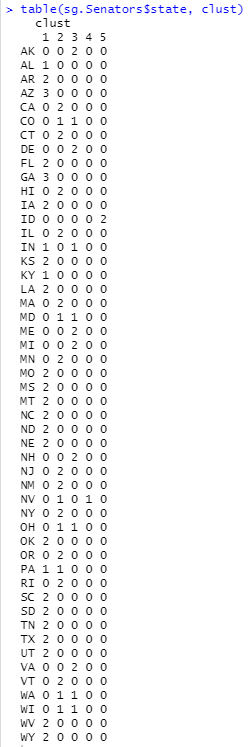 > table(sg.Senators$state, clust)
clust
1 2 3 4 5
AK 0 0 2 0 0
AL 1 0 0 0 0
AR 2 0 0 0 0
AZ 3 0 0 0 0
CA 0 2 0 0 0
CO 0 1 1 0 0
CT 0 2 0 0 0
DE 0 0 2 0 0
FL 2 0 0 0 0
GA 3 0 0 0 0
HI 0 2 0 0 0
IA 2 0 0 0 0
ID 0 0 0 0 2
IL 0 2 0 0 0
IN 1 0 1 0 0
KS 2 0 0 0 0
KY 1 0 0 0 0
LA 2 0 0 0 0
MA 0 2 0 0 0
MD 0 1 1 0 0
ME 0 0 2 0 0
MI 0 0 2 0 0
MN 0 2 0 0 0
MO 2 0 0 0 0
MS 2 0 0 0 0
MT 2 0 0 0 0
NC 2 0 0 0 0
ND 2 0 0 0 0
NE 2 0 0 0 0
NH 0 0 2 0 0
NJ 0 2 0 0 0
NM 0 2 0 0 0
NV 0 1 0 1 0
NY 0 2 0 0 0
OH 0 1 1 0 0
OK 2 0 0 0 0
OR 0 2 0 0 0
PA 1 1 0 0 0
RI 0 2 0 0 0
SC 2 0 0 0 0
SD 2 0 0 0 0
TN 2 0 0 0 0
TX 2 0 0 0 0
UT 2 0 0 0 0
VA 0 0 2 0 0
VT 0 2 0 0 0
WA 0 1 1 0 0
WI 0 1 1 0 0
WV 2 0 0 0 0
WY 2 0 0 0 0